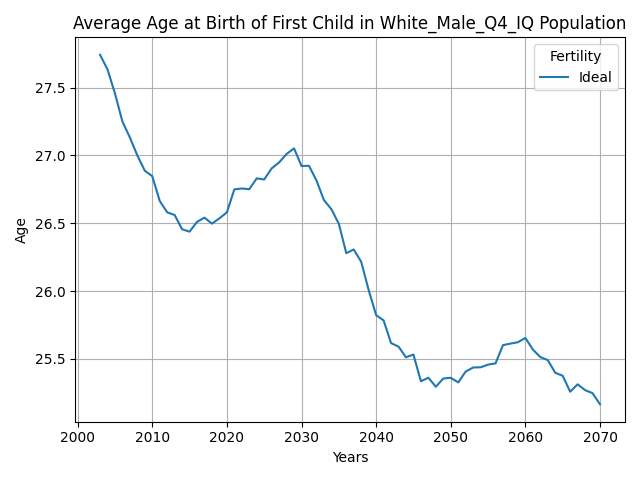 Average Age at Birth of First Child in White_Male_Q4_IQ Population
Fertility
Ideal
27.5
27.0
26.5
26.0
25.5
Age
2000 2010 2020 2030 2040 2050 2060 2070
Years